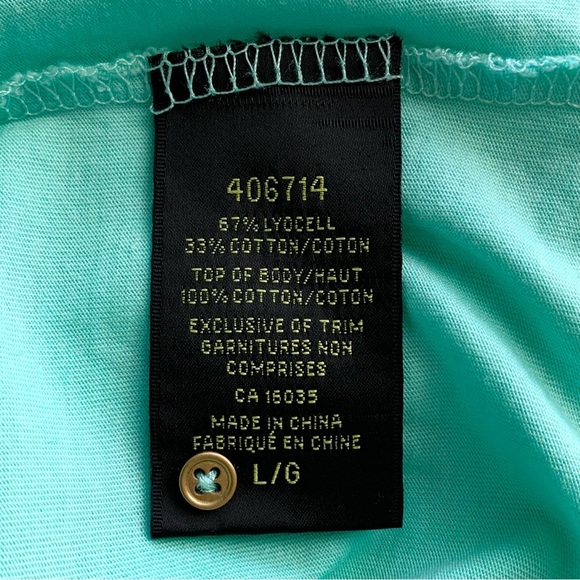 406714
67% LYOCELL
33% COTTON/COTON
TOP OF BODY/HAUT
100% COTTON/COTON
EXCLUSIVE OF TRIM
GARNITURES NON
COMPRISES
CA 16035
MADE IN CHINA
FABRIQUÉ EN CHINE
L/G